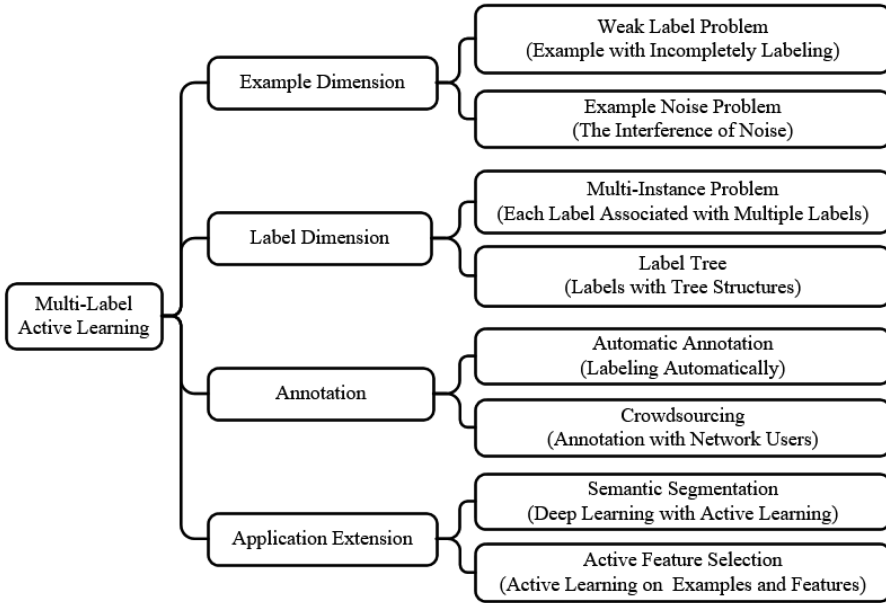 Multi-Label
Active Learning
Example Dimension
Weak Label Problem
(Example with Incompletely Labeling)
Example Noise Problem
(The Interference of Noise)
Label Dimension
Multi-Instance Problem
(Each Label Associated with Multiple Labels)
Label Tree
(Labels with Tree Structures)
Annotation
Automatic Annotation
(Labeling Automatically)
Crowdsourcing
(Annotation with Network Users)
Application Extension
Semantic Segmentation
(Deep Learning with Active Learning)
Active Feature Selection
(Active Learning on Examples and Features)